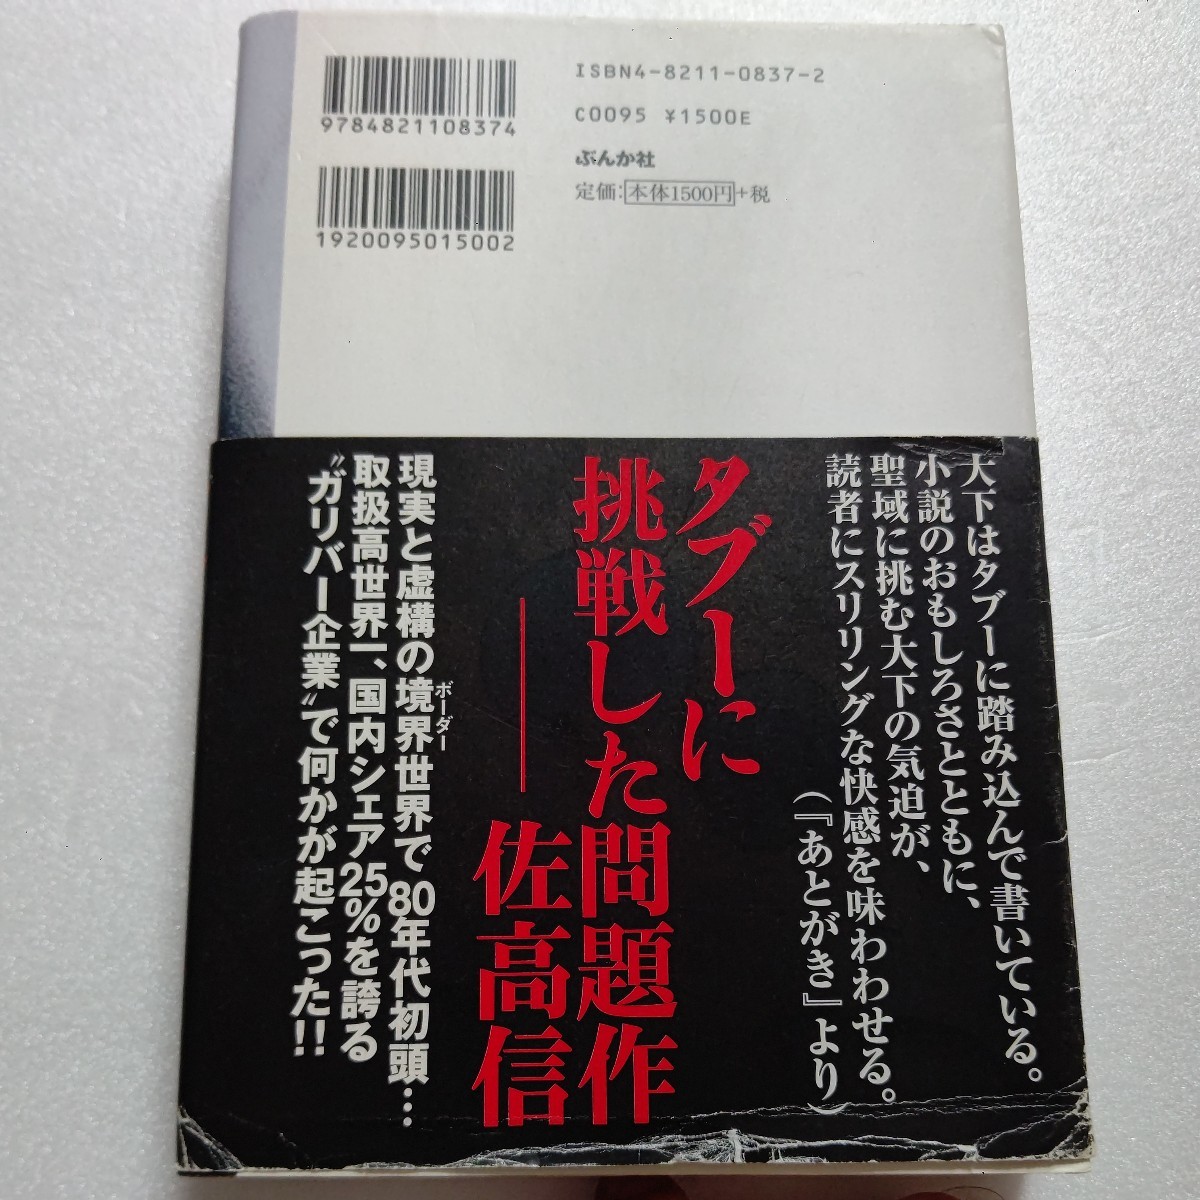 9784821108374
1920095015002
ISBN4-8211-0837-2
C0095 ¥1500E
ぶんか社
定価:本体1500円+税
大下はタブーに踏み込んで書いている。
小説のおもしろさとともに、
聖域に挑む大下の気迫が、
読者にスリリングな快感を味わわせる。
(『あとがき』より)
タブーに
挑戦した問題作
——佐高信
現実と虚構の境界世界で80年代初頭…
ボーダー
取扱高世界一、国内シェア25%を誇る
〝ガリバー企業〟で何かが起こった!!